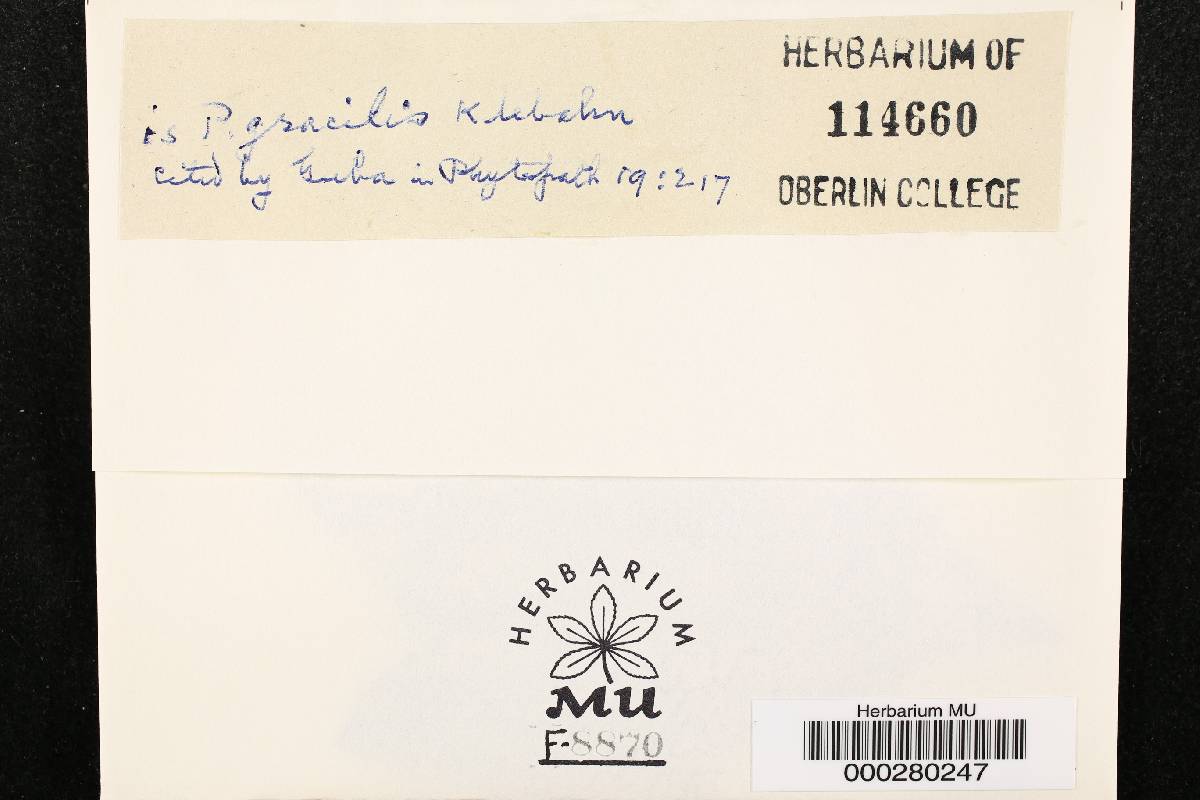 is P. gracilis Klebahn
cited by Guba in Phytopath 19:217
HERBARIUM OF
114660
OBERLIN COLLEGE
HERBARIUM
MU
F-8870
Herbarium MU
000280247